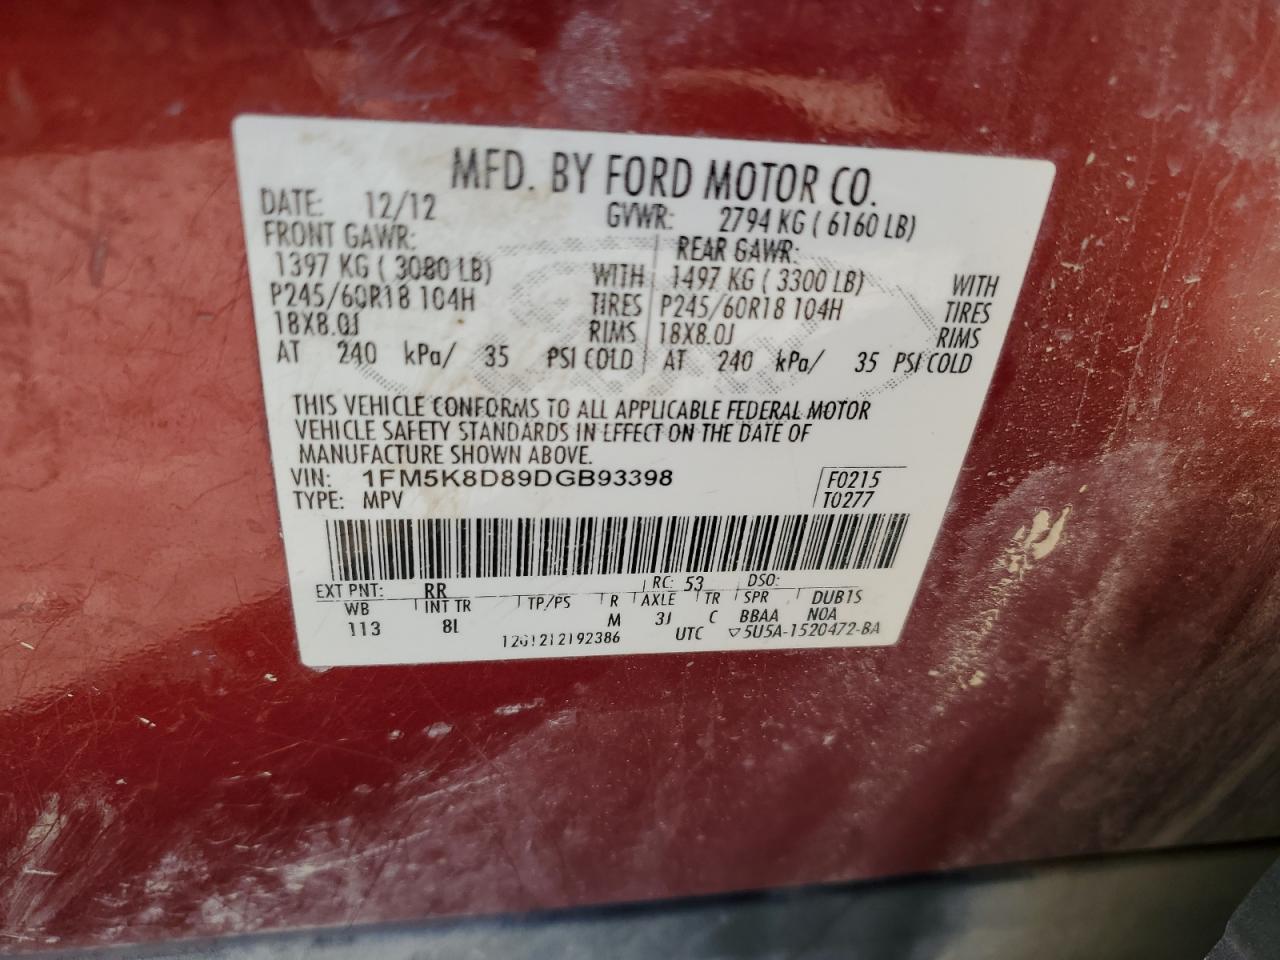 MFD. BY FORD MOTOR CO.
DATE: 12/12 GVWR: 2794 KG ( 6160 LB)
FRONT GAWR: REAR GAWR:
1397 KG ( 3080 LB) WITH 1497 KG ( 3300 LB) WITH
P245/60R18 104H TIRES P245/60R18 104H TIRES
18X8.0J RIMS 18X8.0J RIMS
AT 240 kPa/ 35 PSI COLD AT 240 kPa/ 35 PSI COLD
THIS VEHICLE CONFORMS TO ALL APPLICABLE FEDERAL MOTOR
VEHICLE SAFETY STANDARDS IN EFFECT ON THE DATE OF
MANUFACTURE SHOWN ABOVE.
VIN: 1FM5K8D89DGB93398 F0215
TYPE: MPV T0277
EXT PNT: RR RC: 53 DSO:
WB INT TR TP/PS R AXLE TR SPR DUB1S
113 8L M 3J C BBAA N0A
UTC ▽5U5A-1520472-BA